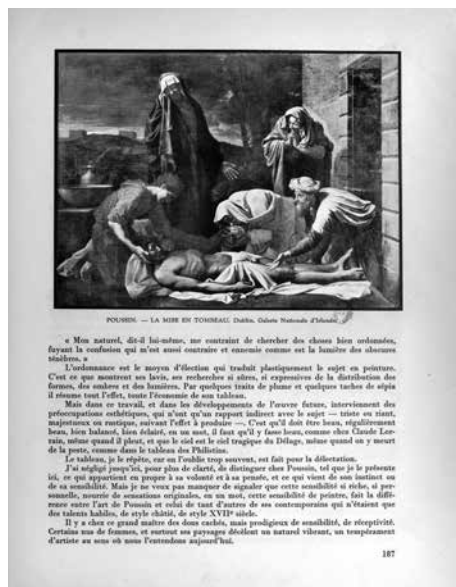 POUSSIN. — LA MISE EN TOMBEAU. Dublin, Galerie Nationale d'Irlande.
« Mon naturel, dit-il lui-même, me contraint de chercher des choses bien ordonnées,
fuyant la confusion qui m'est aussi contraire et ennemie comme est la lumière des obscures
ténèbres. »
L'ordonnance est le moyen d'élection qui traduit plastiquement le sujet en peinture.
C'est ce que montrent ses lavis, ses recherches si sûres, si expressives de la distribution des
formes, des ombres et des lumières. Par quelques traits de plume et quelques taches de sépia
il résume tout l'effet, toute l'économie de son tableau.
Mais dans ce travail, et dans les développements de l'œuvre future, interviennent des
préoccupations esthétiques, qui n'ont qu'un rapport indirect avec le sujet — triste ou riant,
majestueux ou rustique, suivant l'effet à produire —. C'est qu'il doit être beau, régulièrement
beau, bien balancé, bien éclairé, en un mot, il faut qu'il y fasse beau, comme chez Claude Lor-
rain, même quand il pleut, et que le ciel est le ciel tragique du Déluge, même quand on y meurt
de la peste, comme dans le tableau des Philistins.
Le tableau, je le répète, car on l'oublie trop souvent, est fait pour la délectation.
J'ai négligé jusqu'ici, pour plus de clarté, de distinguer chez Poussin, tel que je le présente
ici, ce qui appartient en propre à sa volonté et à sa pensée, et ce qui vient de son instinct ou
de sa sensibilité. Mais je ne veux pas manquer de signaler que cette sensibilité si riche, si per-
sonnelle, nourrie de sensations originales, en un mot, cette sensibilité de peintre, fait la diffé-
rence entre l'art de Poussin et celui de tant d'autres de ses contemporains qui n'étaient que
des talents habiles, de style châtié, de style XVIIe siècle.
Il y a chez ce grand maître des dons cachés, mais prodigieux de sensibilité, de réceptivité.
Certains nus de femmes, et surtout ses paysages décèlent un naturel vibrant, un tempérament
d'artiste au sens où nous l'entendons aujourd'hui.
187